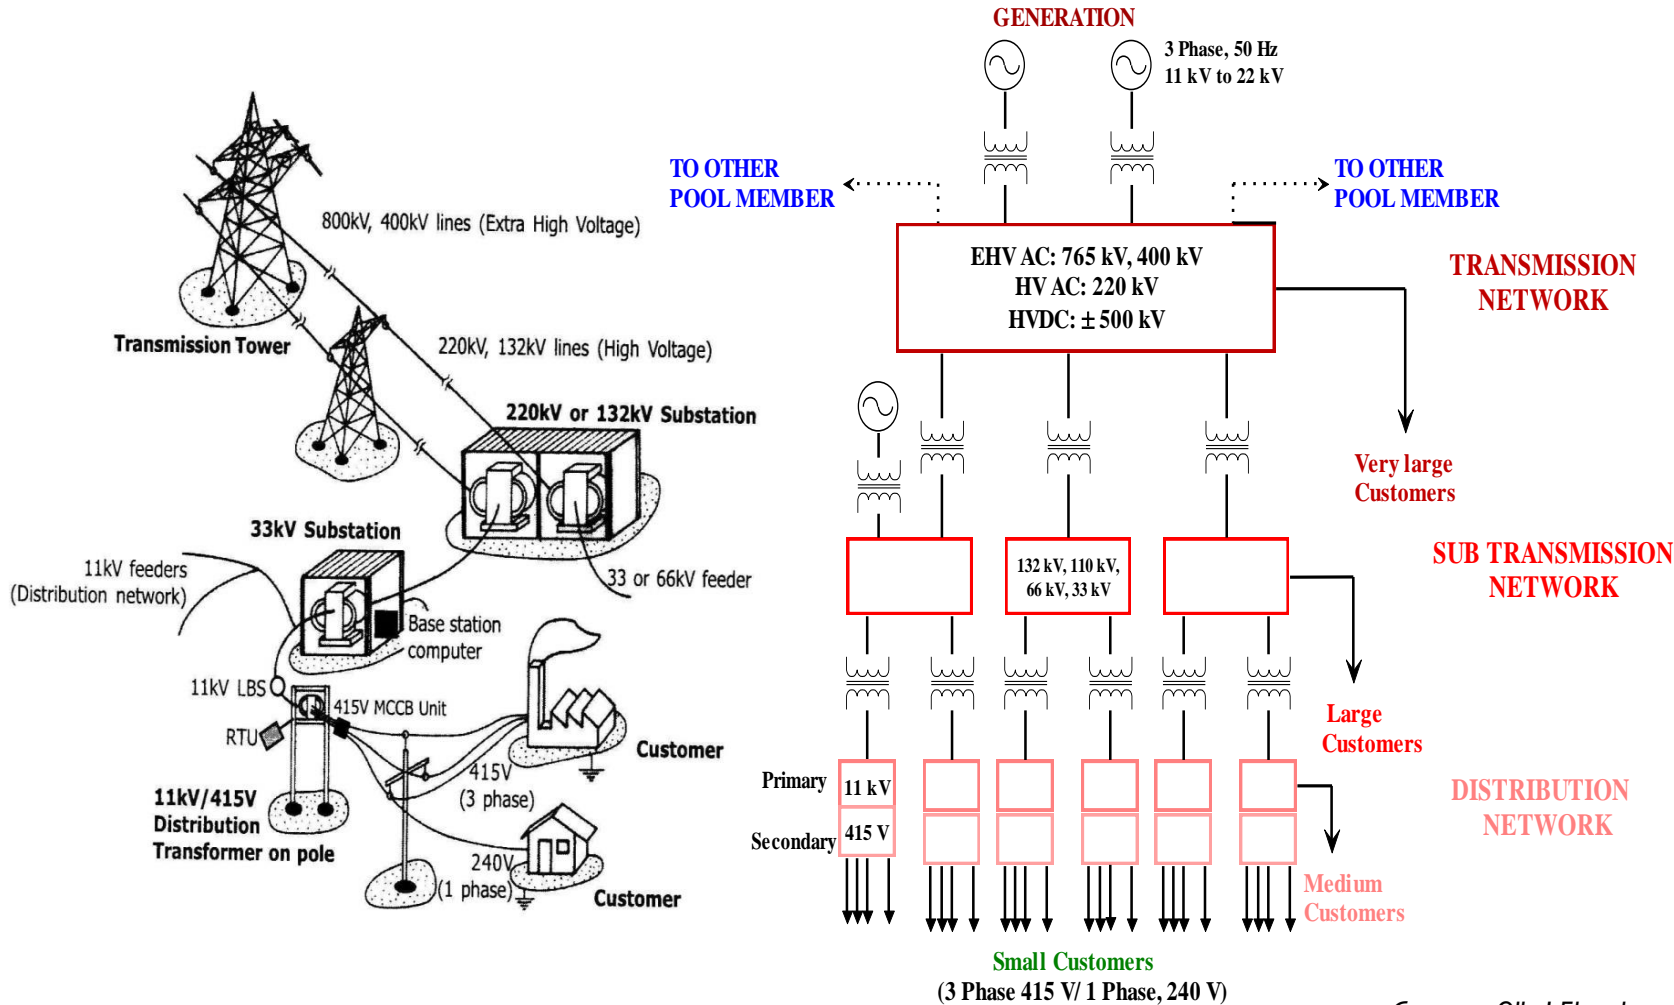 GENERATION
3 Phase, 50 Hz
11 kV to 22 kV
TO OTHER
POOL MEMBER
TO OTHER
POOL MEMBER
800kV, 400kV lines (Extra High Voltage)
EHV AC: 765 kV, 400 kV
HV AC: 220 kV
HVDC: ± 500 kV
TRANSMISSION
NETWORK
Transmission Tower
220kV, 132kV lines (High Voltage)
220kV or 132kV Substation
Very large
Customers
33kV Substation
11kV feeders
(Distribution network)
33 or 66kV feeder
132 kV, 110 kV,
66 kV, 33 kV
SUB TRANSMISSION
NETWORK
Base station
computer
11kV LBS
415V MCCB Unit
RTU
Customer
Large
Customers
415V
(3 phase)
11kV/415V
Distribution
Transformer on pole
240V
(1 phase)
Customer
Primary
11 kV
Secondary
415 V
DISTRIBUTION
NETWORK
Medium
Customers
Small Customers
(3 Phase 415 V/ 1 Phase, 240 V)